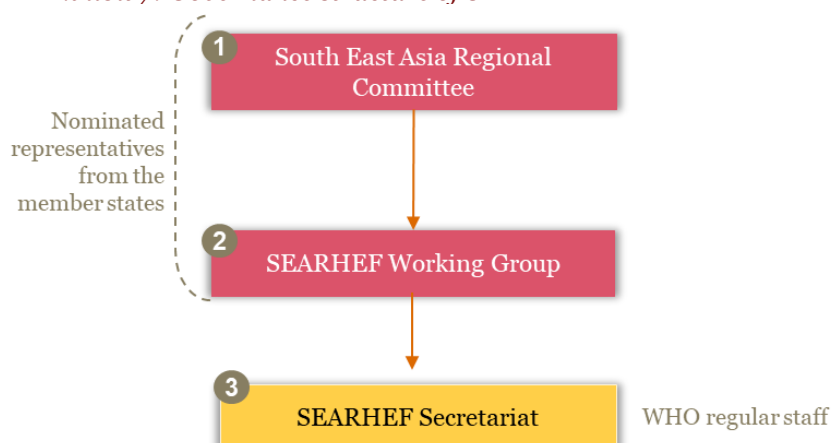 1
South East Asia Regional
Committee
Nominated
representatives
from the
member states
2
SEARHEF Working Group
3
SEARHEF Secretariat
WHO regular staff